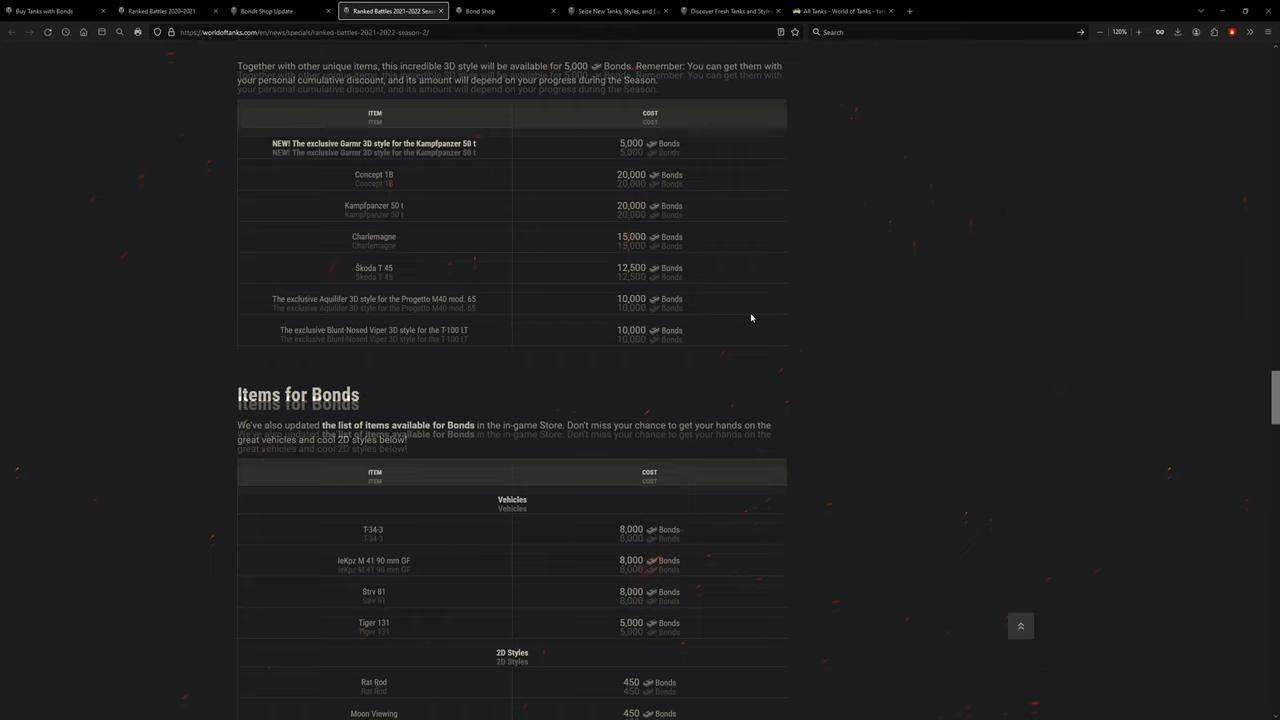 Buy Tanks with Bonds
Ranked Battles 2020–2021
Bonds Shop Update
Ranked Battles 2021–2022 Seas
Bond Shop
Seize New Tanks, Styles, and E
Discover Fresh Tanks and Style
All Tanks - World of Tanks - tan
https://worldoftanks.com/en/news/specials/ranked-battles-2021-2022-season-2/
120%
Search
Together with other unique items, this incredible 3D style will be available for 5,000 Bonds. Remember: You can get them with
your personal cumulative discount, and its amount will depend on your progress during the Season.
ITEM COST
NEW! The exclusive Garmr 3D style for the Kampfpanzer 50 t 5,000 Bonds
Concept 1B 20,000 Bonds
Kampfpanzer 50 t 20,000 Bonds
Charlemagne 15,000 Bonds
Škoda T 45 12,500 Bonds
The exclusive Aquilifer 3D style for the Progetto M40 mod. 65 10,000 Bonds
The exclusive Blunt-Nosed Viper 3D style for the T-100 LT 10,000 Bonds
Items for Bonds
We've also updated the list of items available for Bonds in the in-game Store. Don't miss your chance to get your hands on the
great vehicles and cool 2D styles below!
ITEM COST
Vehicles
T-34-3 8,000 Bonds
leKpz M 41 90 mm GF 8,000 Bonds
Strv 81 8,000 Bonds
Tiger 131 5,000 Bonds
2D Styles
Rat Rod 450 Bonds
Moon Viewing 450 Bonds